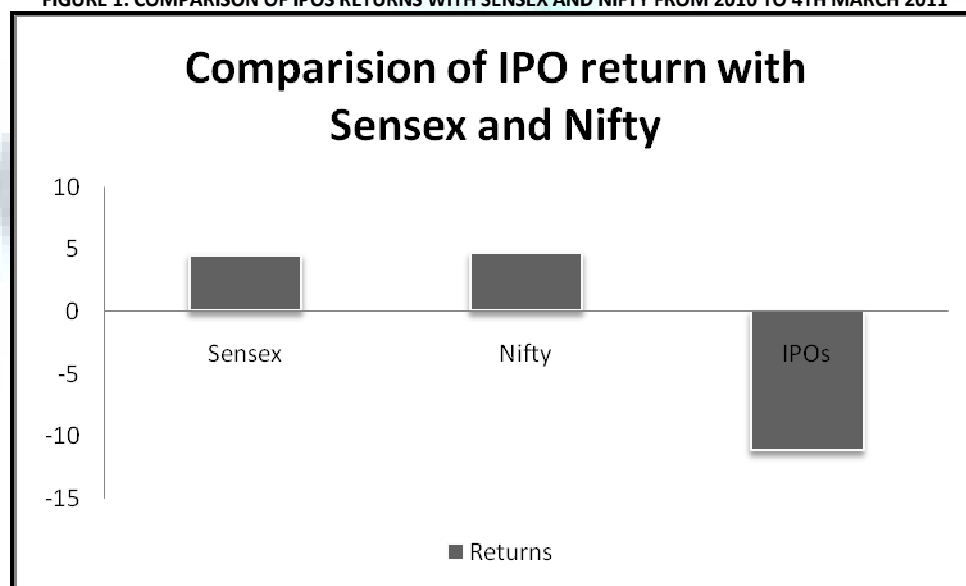 FIGURE 1: COMPARISON OF IPOS RETURNS WITH SENSEX AND NIFTY FROM 2010 TO 4TH MARCH 2011
Comparision of IPO return with
Sensex and Nifty
10
5
0
-5
-10
-15
Sensex
Nifty
IPOs
Returns